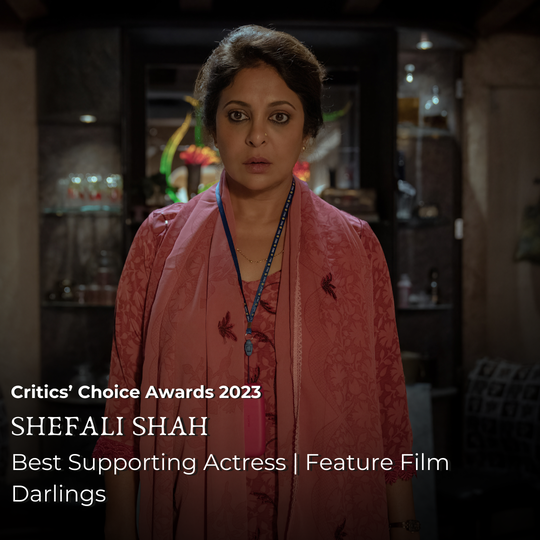 Critics’ Choice Awards 2023
SHEFALI SHAH
Best Supporting Actress | Feature Film
Darlings